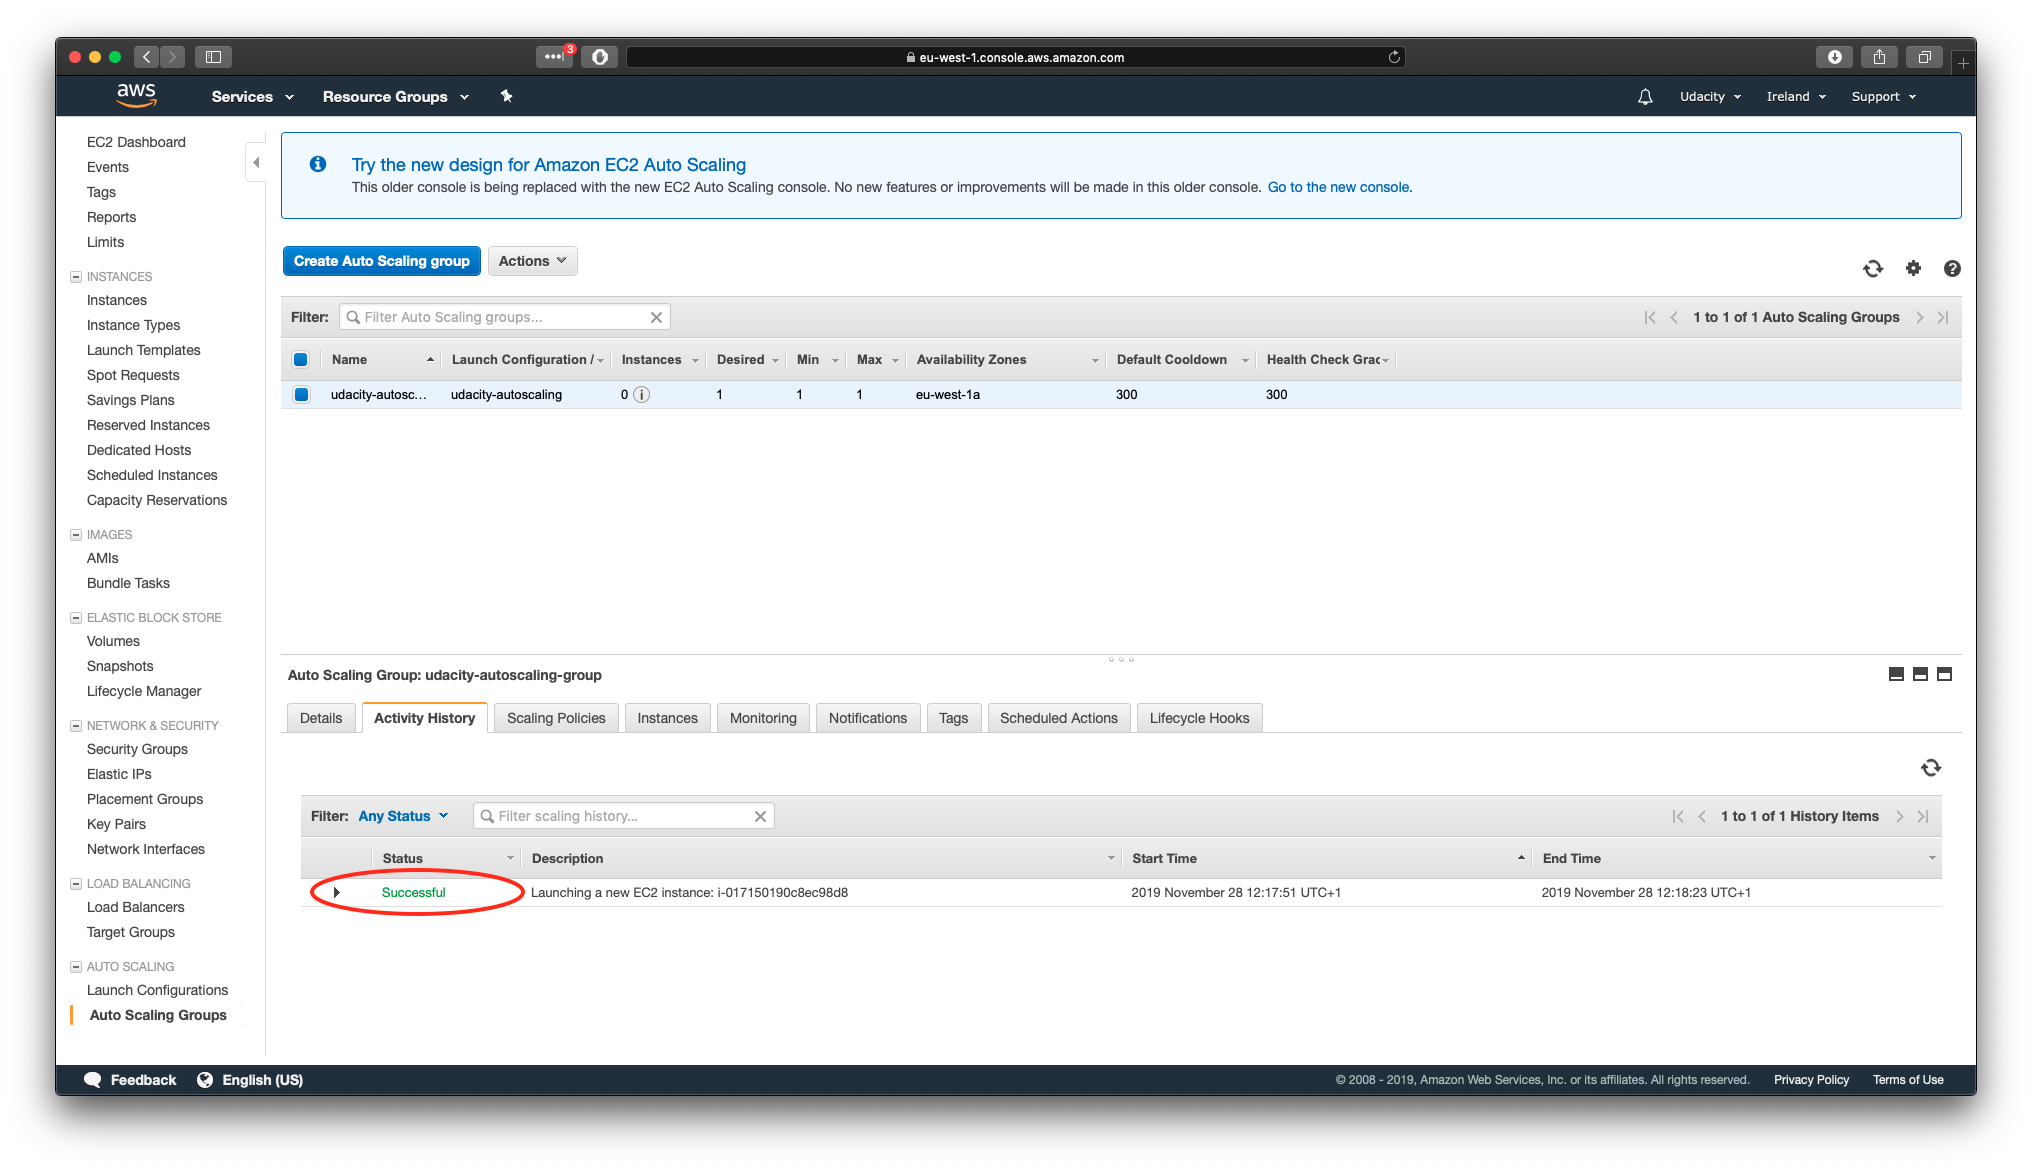 3
eu-west-1.console.aws.amazon.com
aws Services Resource Groups Udacity Ireland Support
EC2 Dashboard
Events
Tags
Reports
Limits
INSTANCES
Instances
Instance Types
Launch Templates
Spot Requests
Savings Plans
Reserved Instances
Dedicated Hosts
Scheduled Instances
Capacity Reservations
IMAGES
AMIs
Bundle Tasks
ELASTIC BLOCK STORE
Volumes
Snapshots
Lifecycle Manager
NETWORK & SECURITY
Security Groups
Elastic IPs
Placement Groups
Key Pairs
Network Interfaces
LOAD BALANCING
Load Balancers
Target Groups
AUTO SCALING
Launch Configurations
Auto Scaling Groups
Try the new design for Amazon EC2 Auto Scaling
This older console is being replaced with the new EC2 Auto Scaling console. No new features or improvements will be made in this older console. Go to the new console.
Create Auto Scaling group Actions
Filter: Filter Auto Scaling groups... 1 to 1 of 1 Auto Scaling Groups
Name Launch Configuration / Instances Desired Min Max Availability Zones Default Cooldown Health Check Grac
udacity-autosc... udacity-autoscaling 0 1 1 1 eu-west-1a 300 300
Auto Scaling Group: udacity-autoscaling-group
Details Activity History Scaling Policies Instances Monitoring Notifications Tags Scheduled Actions Lifecycle Hooks
Filter: Any Status Filter scaling history... 1 to 1 of 1 History Items
Status Description Start Time End Time
Successful Launching a new EC2 instance: i-017150190c8ec98d8 2019 November 28 12:17:51 UTC+1 2019 November 28 12:18:23 UTC+1
Feedback English (US) © 2008 - 2019, Amazon Web Services, Inc. or its affiliates. All rights reserved. Privacy Policy Terms of Use